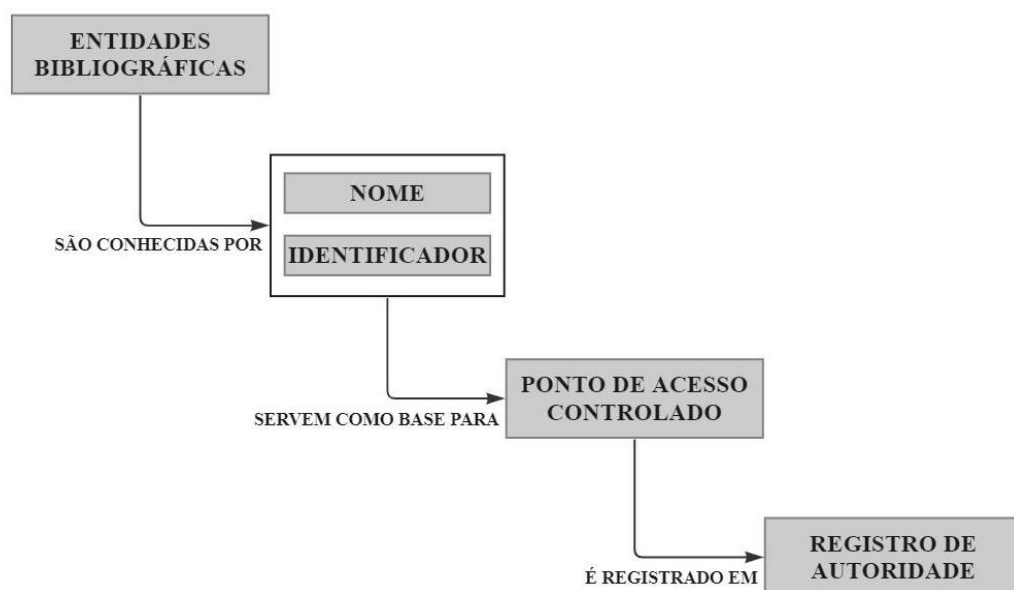 ENTIDADES
BIBLIOGRÁFICAS
SÃO CONHECIDAS POR
NOME
IDENTIFICADOR
SERVEM COMO BASE PARA
PONTO DE ACESSO
CONTROLADO
É REGISTRADO EM
REGISTRO DE
AUTORIDADE